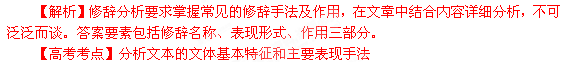 【解析】修辞分析要求掌握常见的修辞手法及作用，在文章中结合内容详细分析，不可
泛泛而谈。答案要素包括修辞名称、表现形式、作用三部分。
【高考考点】分析文本的文体基本特征和主要表现手法